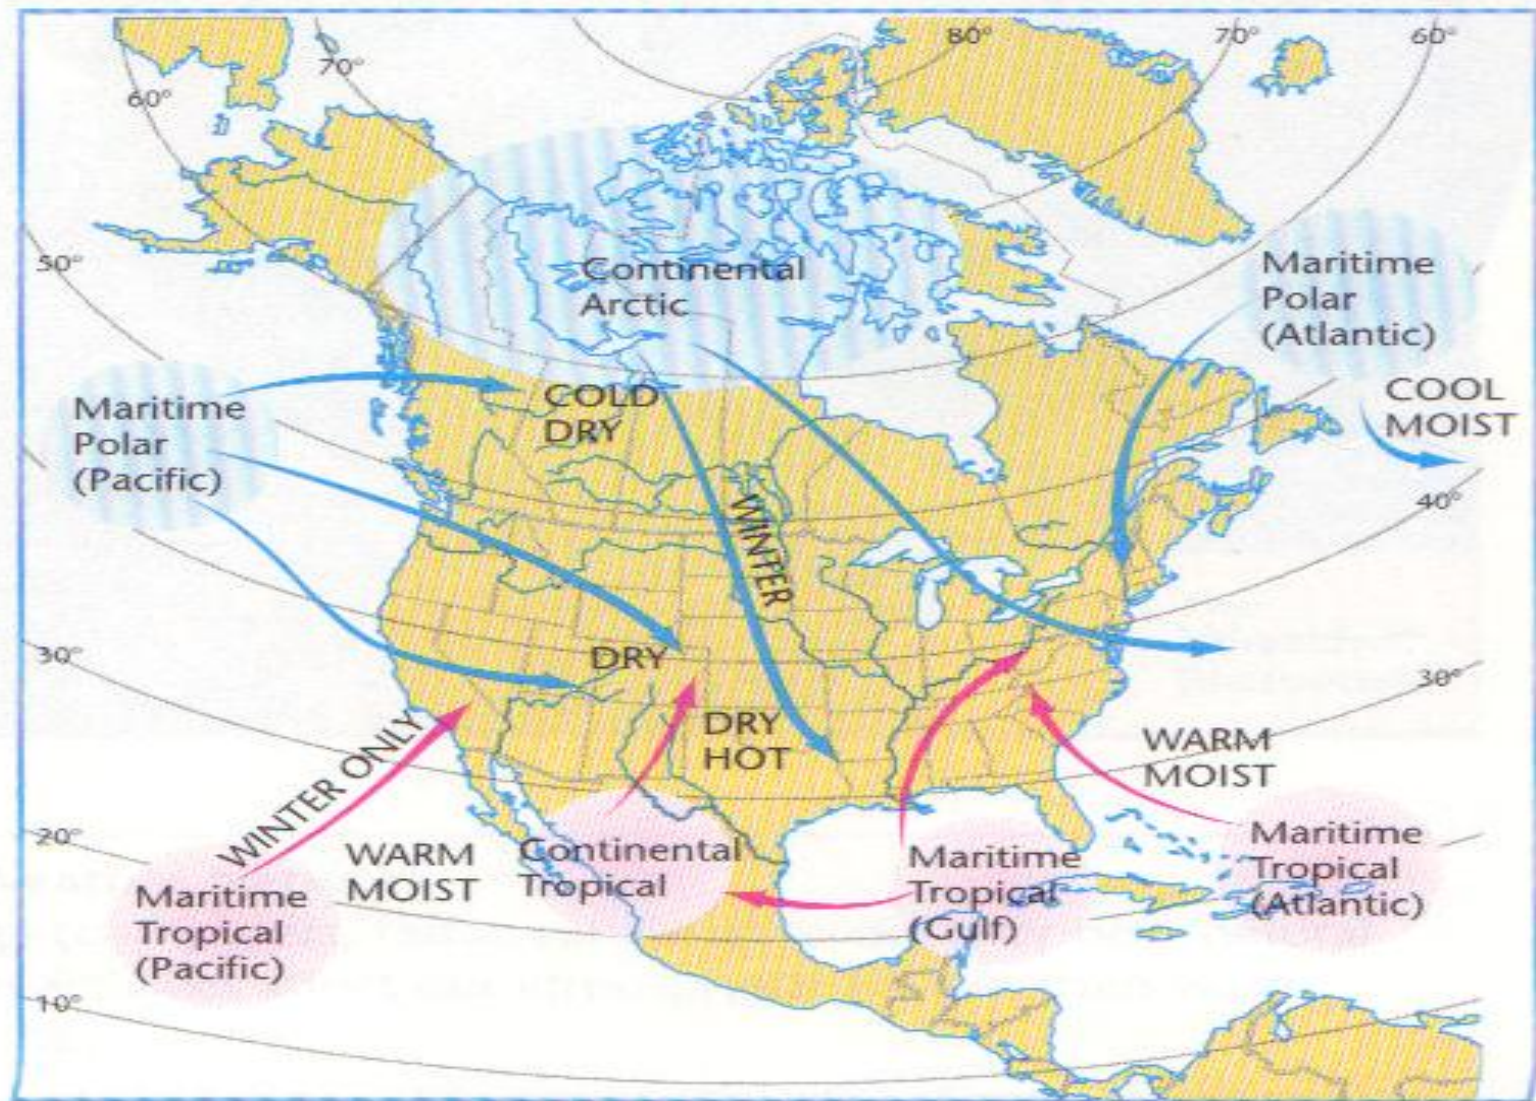 80°
70°
60°
70°
60°
50°
Continental
Arctic
Maritime
Polar
(Atlantic)
COOL
MOIST
Maritime
Polar
(Pacific)
COLD
DRY
WINTER
40°
30°
DRY
30°
DRY
HOT
WARM
MOIST
WINTER ONLY
20°
WARM
MOIST
Continental
Tropical
Maritime
Tropical
(Gulf)
Maritime
Tropical
(Atlantic)
Maritime
Tropical
(Pacific)
10°